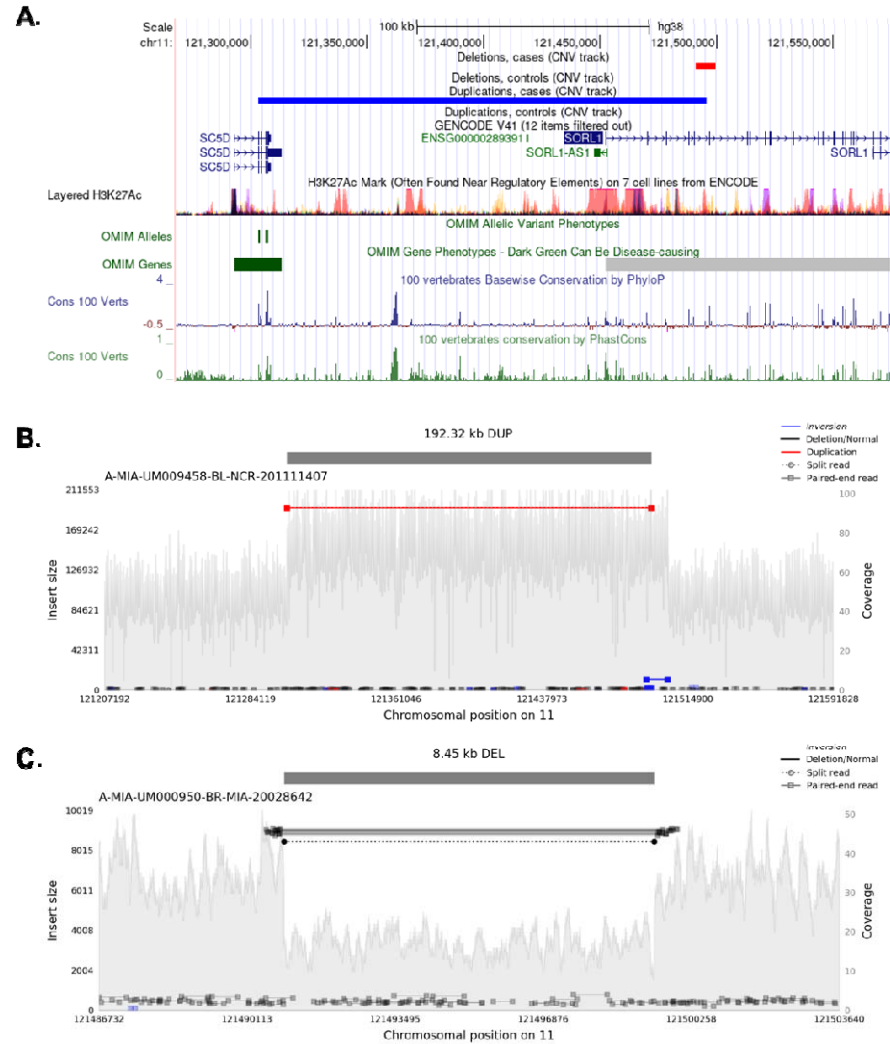 A.
Scale 100 kb hg38
chr11: 121,300,000 121,350,000 121,400,000 121,450,000 121,500,000 121,550,000
Deletions, cases (CNV track)
Deletions, controls (CNV track)
Duplications, cases (CNV track)
Duplications, controls (CNV track)
GENCODE V41 (12 items filtered out)
SC5D ENSG00000289391 SORL1
SC5D SORL1-AS1 SORL1
SC5D
H3K27Ac Mark (Often Found Near Regulatory Elements) on 7 cell lines from ENCODE
Layered H3K27Ac
OMIM Allelic Variant Phenotypes
OMIM Alleles
OMIM Gene Phenotypes - Dark Green Can Be Disease-causing
OMIM Genes
4 _ 100 vertebrates Basewise Conservation by PhyloP
Cons 100 Verts
-0.5 _
1 _ 100 vertebrates conservation by PhastCons
Cons 100 Verts
0 _
B.
192.32 kb DUP
Inversion
Deletion/Normal
Duplication
Split read
Paired-end read
A-MIA-UM009458-BL-NCR-201111407
211553 100
169242 80
126932 60
84621 40
42311 20
0 0
Insert size
Coverage
121207192 121284119 121361046 121437973 121514900 121591828
Chromosomal position on 11
C.
8.45 kb DEL
Inversion
Deletion/Normal
Split read
Paired-end read
A-MIA-UM000950-BR-MIA-20028642
10019 50
8015 40
6011 30
4008 20
2004 10
0 0
Insert size
Coverage
121486732 121490113 121493495 121496876 121500258 121503640
Chromosomal position on 11